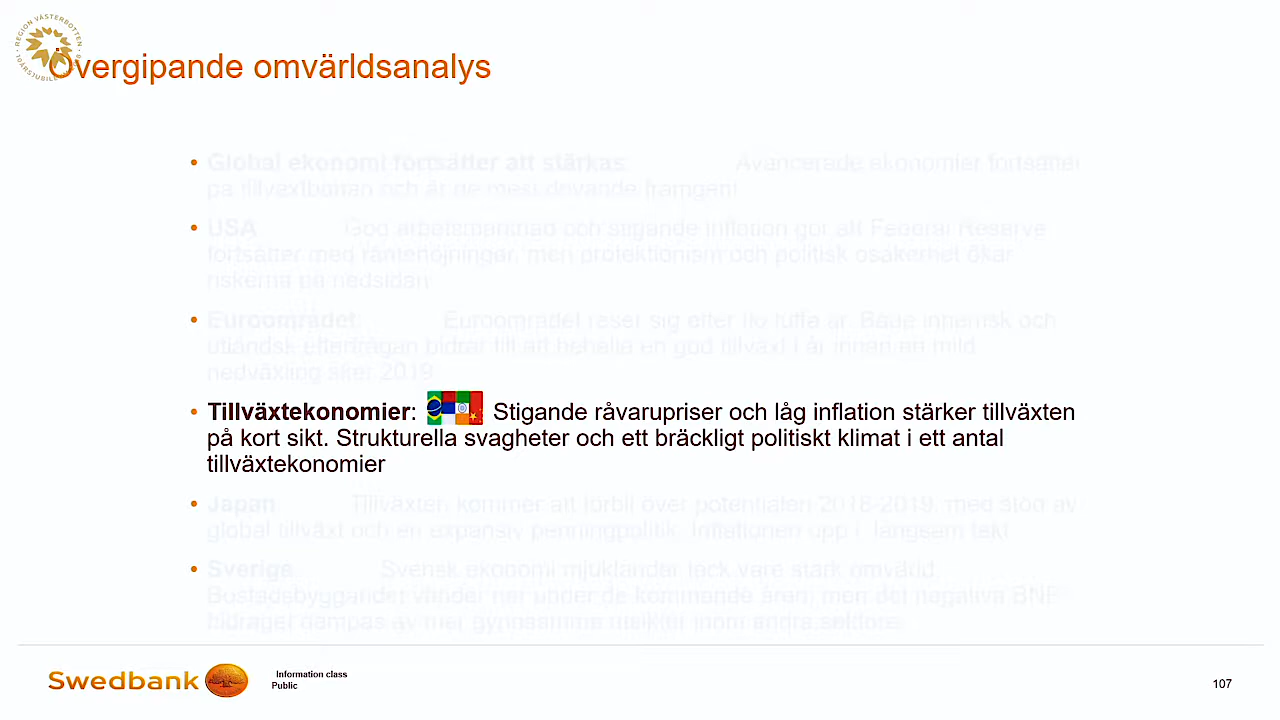 REGION VÄSTERBOTTEN
Övergipande omvärldsanalys
• Global ekonomi fortsätter att stärkas Avancerade ekonomier fortsätter
på tillväxtbanan och är de mest drivande framgent
• USA God arbetsmarknad och stigande inflation gör att Federal Reserve
fortsätter med räntehöjningar, men protektionism och politisk osäkerhet ökar
riskerna på nedsidan
• Euroområdet: Euroområdet reser sig efter tio tuffa år. Både inhemsk och
utländsk efterfrågan bidrar till att behålla en god tillväxt i år innan en mild
nedväxling sker 2019
• Tillväxtekonomier: Stigande råvarupriser och låg inflation stärker tillväxten
på kort sikt. Strukturella svagheter och ett bräckligt politiskt klimat i ett antal
tillväxtekonomier
• Japan Tillväxten kommer att förbli över potentialen 2018-2019, med stöd av
global tillväxt och en expansiv penningpolitik. Inflationen upp i långsam takt
• Sverige Svensk ekonomi mjuklandar tack vare stark omvärld.
Bostadsbyggandet vänder ner under de kommande åren, men det negativa BNP-
bidraget dämpas av mer gynnsamma utsikter inom andra sektorer
Swedbank
Information class
Public
107